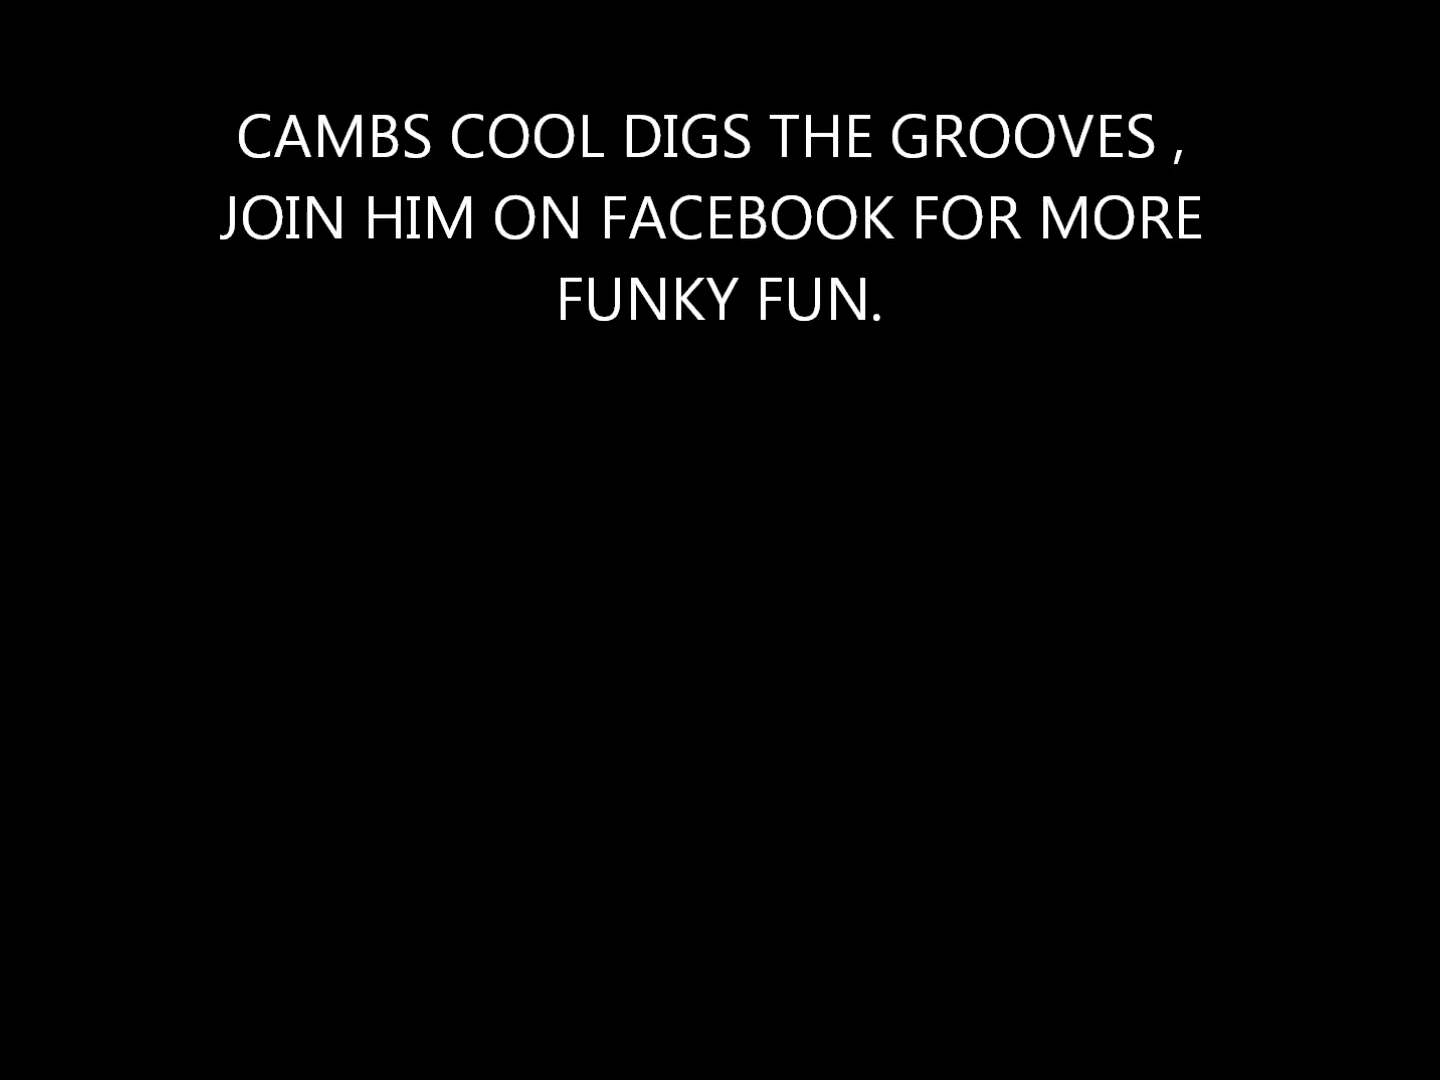 CAMBS COOL DIGS THE GROOVES ,
JOIN HIM ON FACEBOOK FOR MORE
FUNKY FUN.